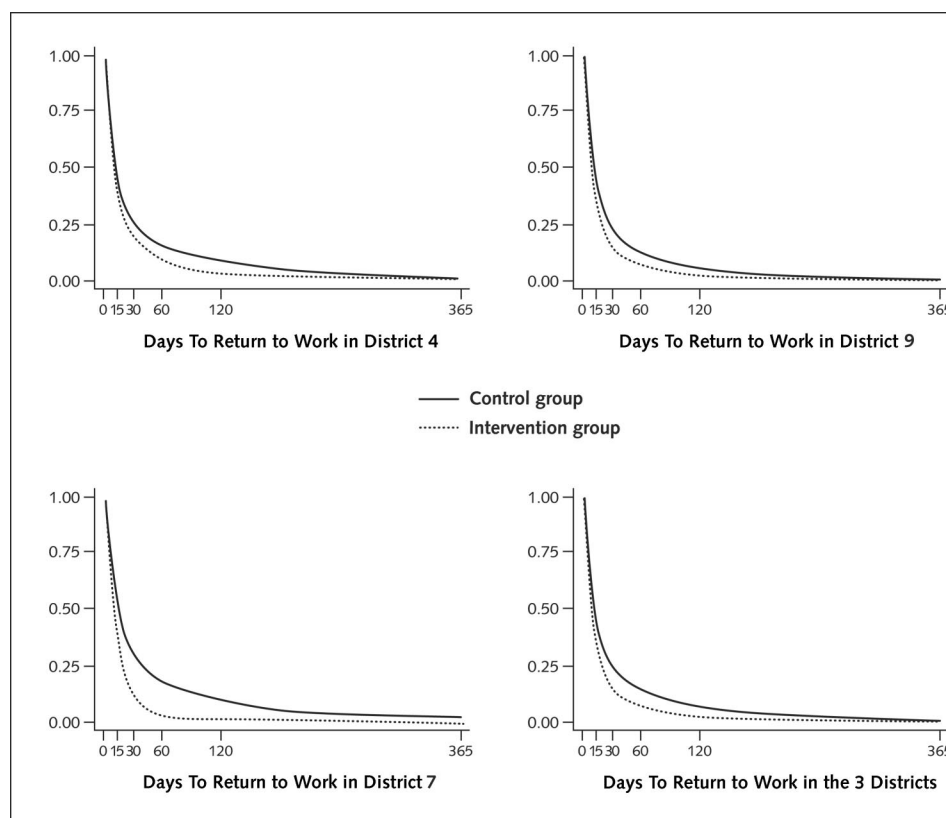 1.00
0.75
0.50
0.25
0.00
0 15 30 60 120 365
Days To Return to Work in District 4
1.00
0.75
0.50
0.25
0.00
0 15 30 60 120 365
Days To Return to Work in District 9
Control group
Intervention group
1.00
0.75
0.50
0.25
0.00
0 15 30 60 120 365
Days To Return to Work in District 7
1.00
0.75
0.50
0.25
0.00
0 15 30 60 120 365
Days To Return to Work in the 3 Districts